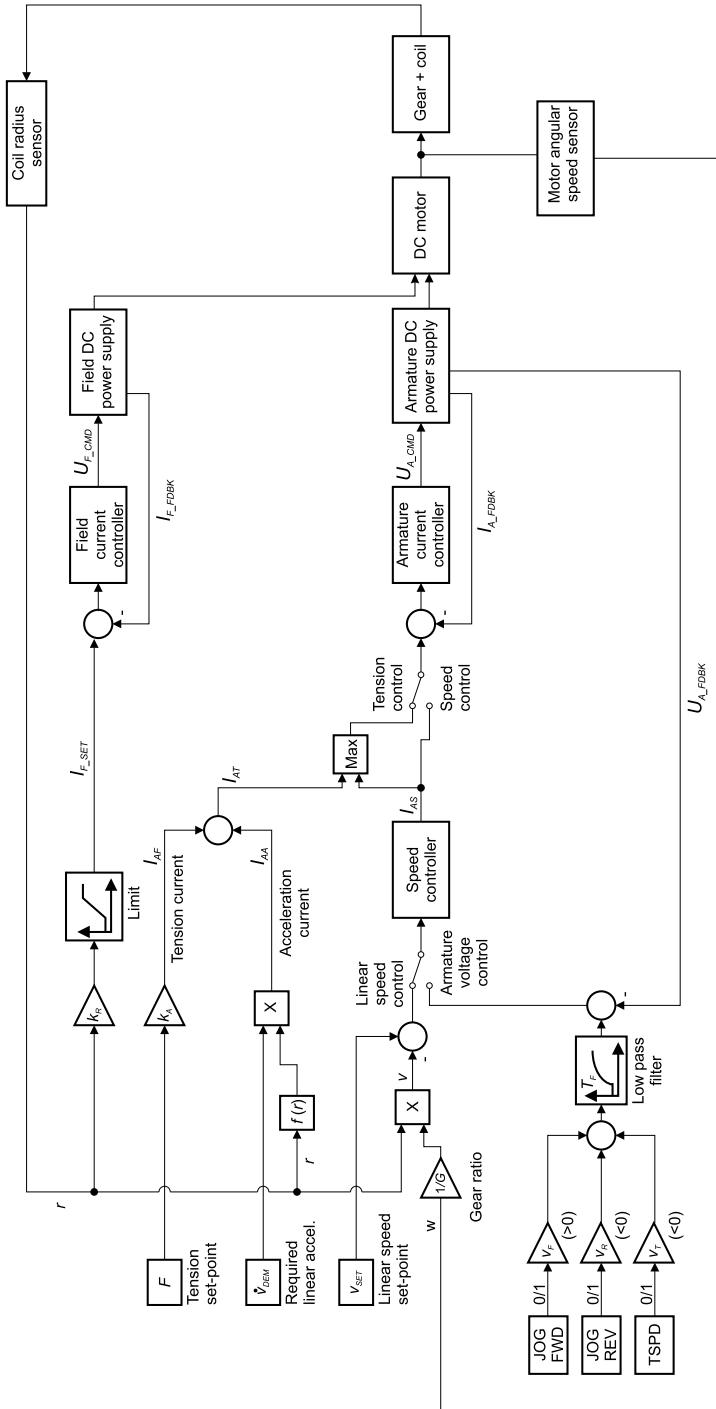 Coil radius
sensor
r
k_R
Limit
I_F_SET
-
Field
current
controller
U_F_CMD
Field DC
power supply
I_F_FDBK
F
Tension
set-point
k_A
Tension current
I_AF
v̇_DEM
Required
linear accel.
r
f (r)
X
Acceleration
current
I_AA
I_AT
Max
Tension
control
Speed
control
-
Armature
current
controller
U_A_CMD
Armature DC
power supply
I_A_FDBK
DC motor
Gear + coil
Motor angular
speed sensor
v_SET
Linear speed
set-point
w
1/G
Gear ratio
X
v
-
Linear
speed
control
Armature
voltage
control
Speed
controller
I_AS
U_A_FDBK
JOG
FWD
0/1
v_F
(>0)
JOG
REV
0/1
v_R
(<0)
TSPD
0/1
v_T
(<0)
T_F
Low pass
filter
-